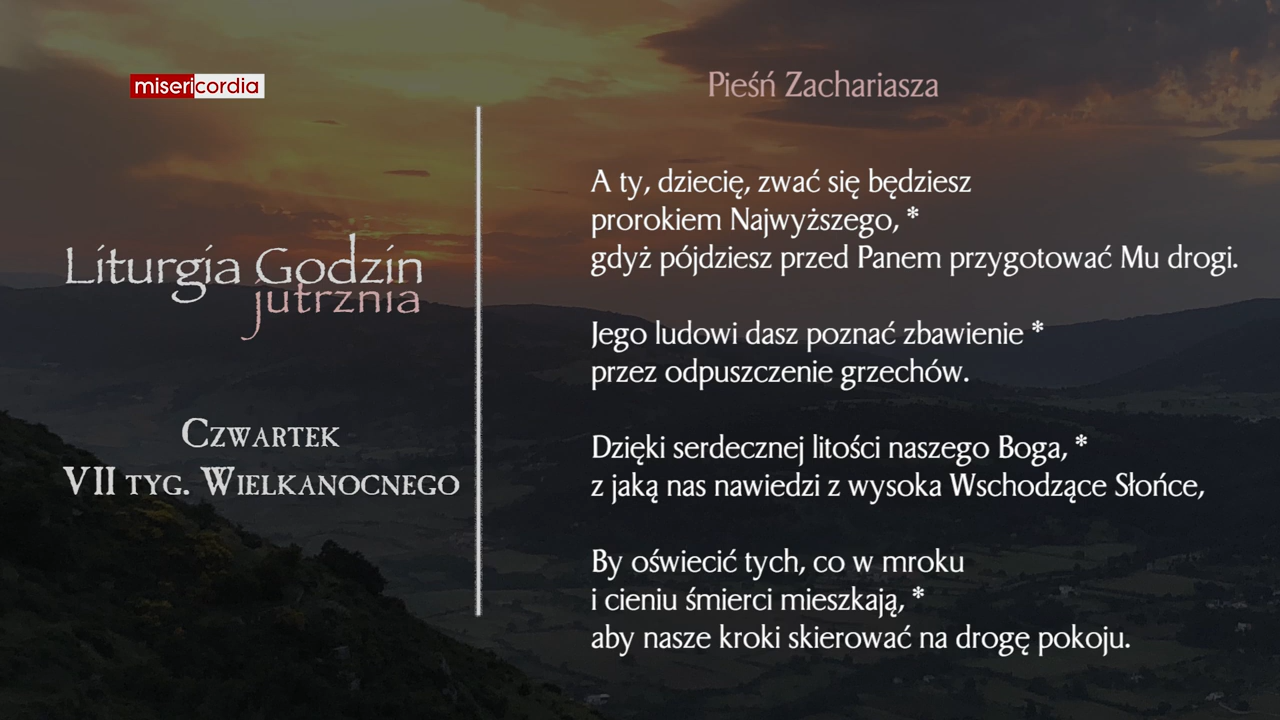 misericordia
Liturgia Godzin
jutrznia
Czwartek
VII tyg. Wielkanocnego
Pieśń Zachariasza
A ty, dziecię, zwać się będziesz
prorokiem Najwyższego, *
gdyż pójdziesz przed Panem przygotować Mu drogi.
Jego ludowi dasz poznać zbawienie *
przez odpuszczenie grzechów.
Dzięki serdecznej litości naszego Boga, *
z jaką nas nawiedzi z wysoka Wschodzące Słońce,
By oświecić tych, co w mroku
i cieniu śmierci mieszkają, *
aby nasze kroki skierować na drogę pokoju.